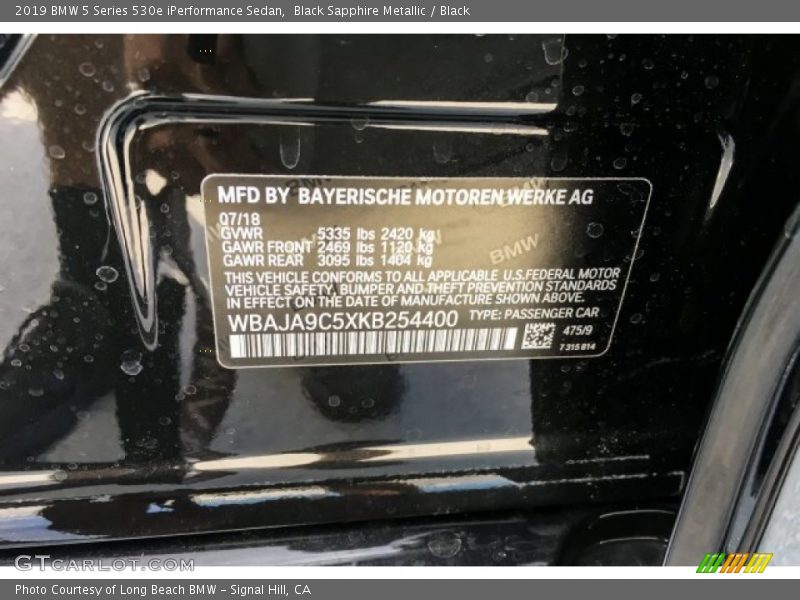 2019 BMW 5 Series 530e iPerformance Sedan, Black Sapphire Metallic / Black
MFD BY BAYERISCHE MOTOREN WERKE AG
07/18
GVWR 5335 lbs 2420 kg
GAWR FRONT 2469 lbs 1120 kg
GAWR REAR 3095 lbs 1404 kg
BMW
THIS VEHICLE CONFORMS TO ALL APPLICABLE U.S.FEDERAL MOTOR
VEHICLE SAFETY, BUMPER AND THEFT PREVENTION STANDARDS
IN EFFECT ON THE DATE OF MANUFACTURE SHOWN ABOVE.
WBAJA9C5XKB254400 TYPE: PASSENGER CAR
475/9
7 315 814
GTCARLOT.COM
Photo Courtesy of Long Beach BMW - Signal Hill, CA